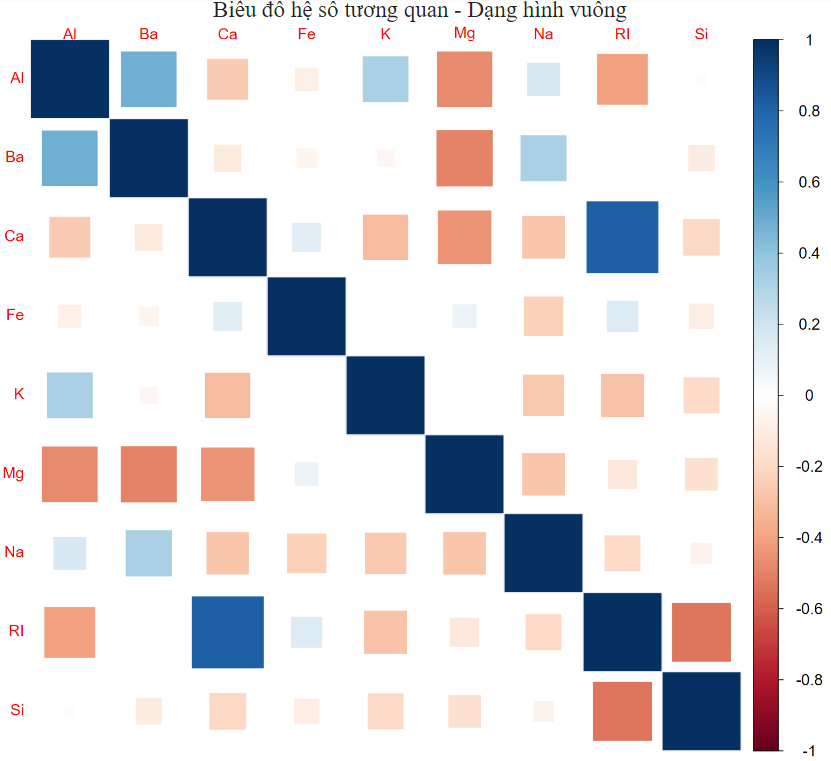 Biểu đồ hệ số tương quan - Dạng hình vuông
Al Ba Ca Fe K Mg Na RI Si
Al
Ba
Ca
Fe
K
Mg
Na
RI
Si
1
0.8
0.6
0.4
0.2
0
-0.2
-0.4
-0.6
-0.8
-1